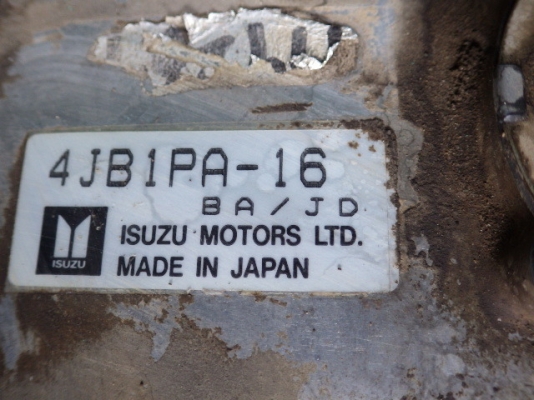 4JB1PA-16
BA/JD
ISUZU MOTORS LTD.
ISUZU
MADE IN JAPAN